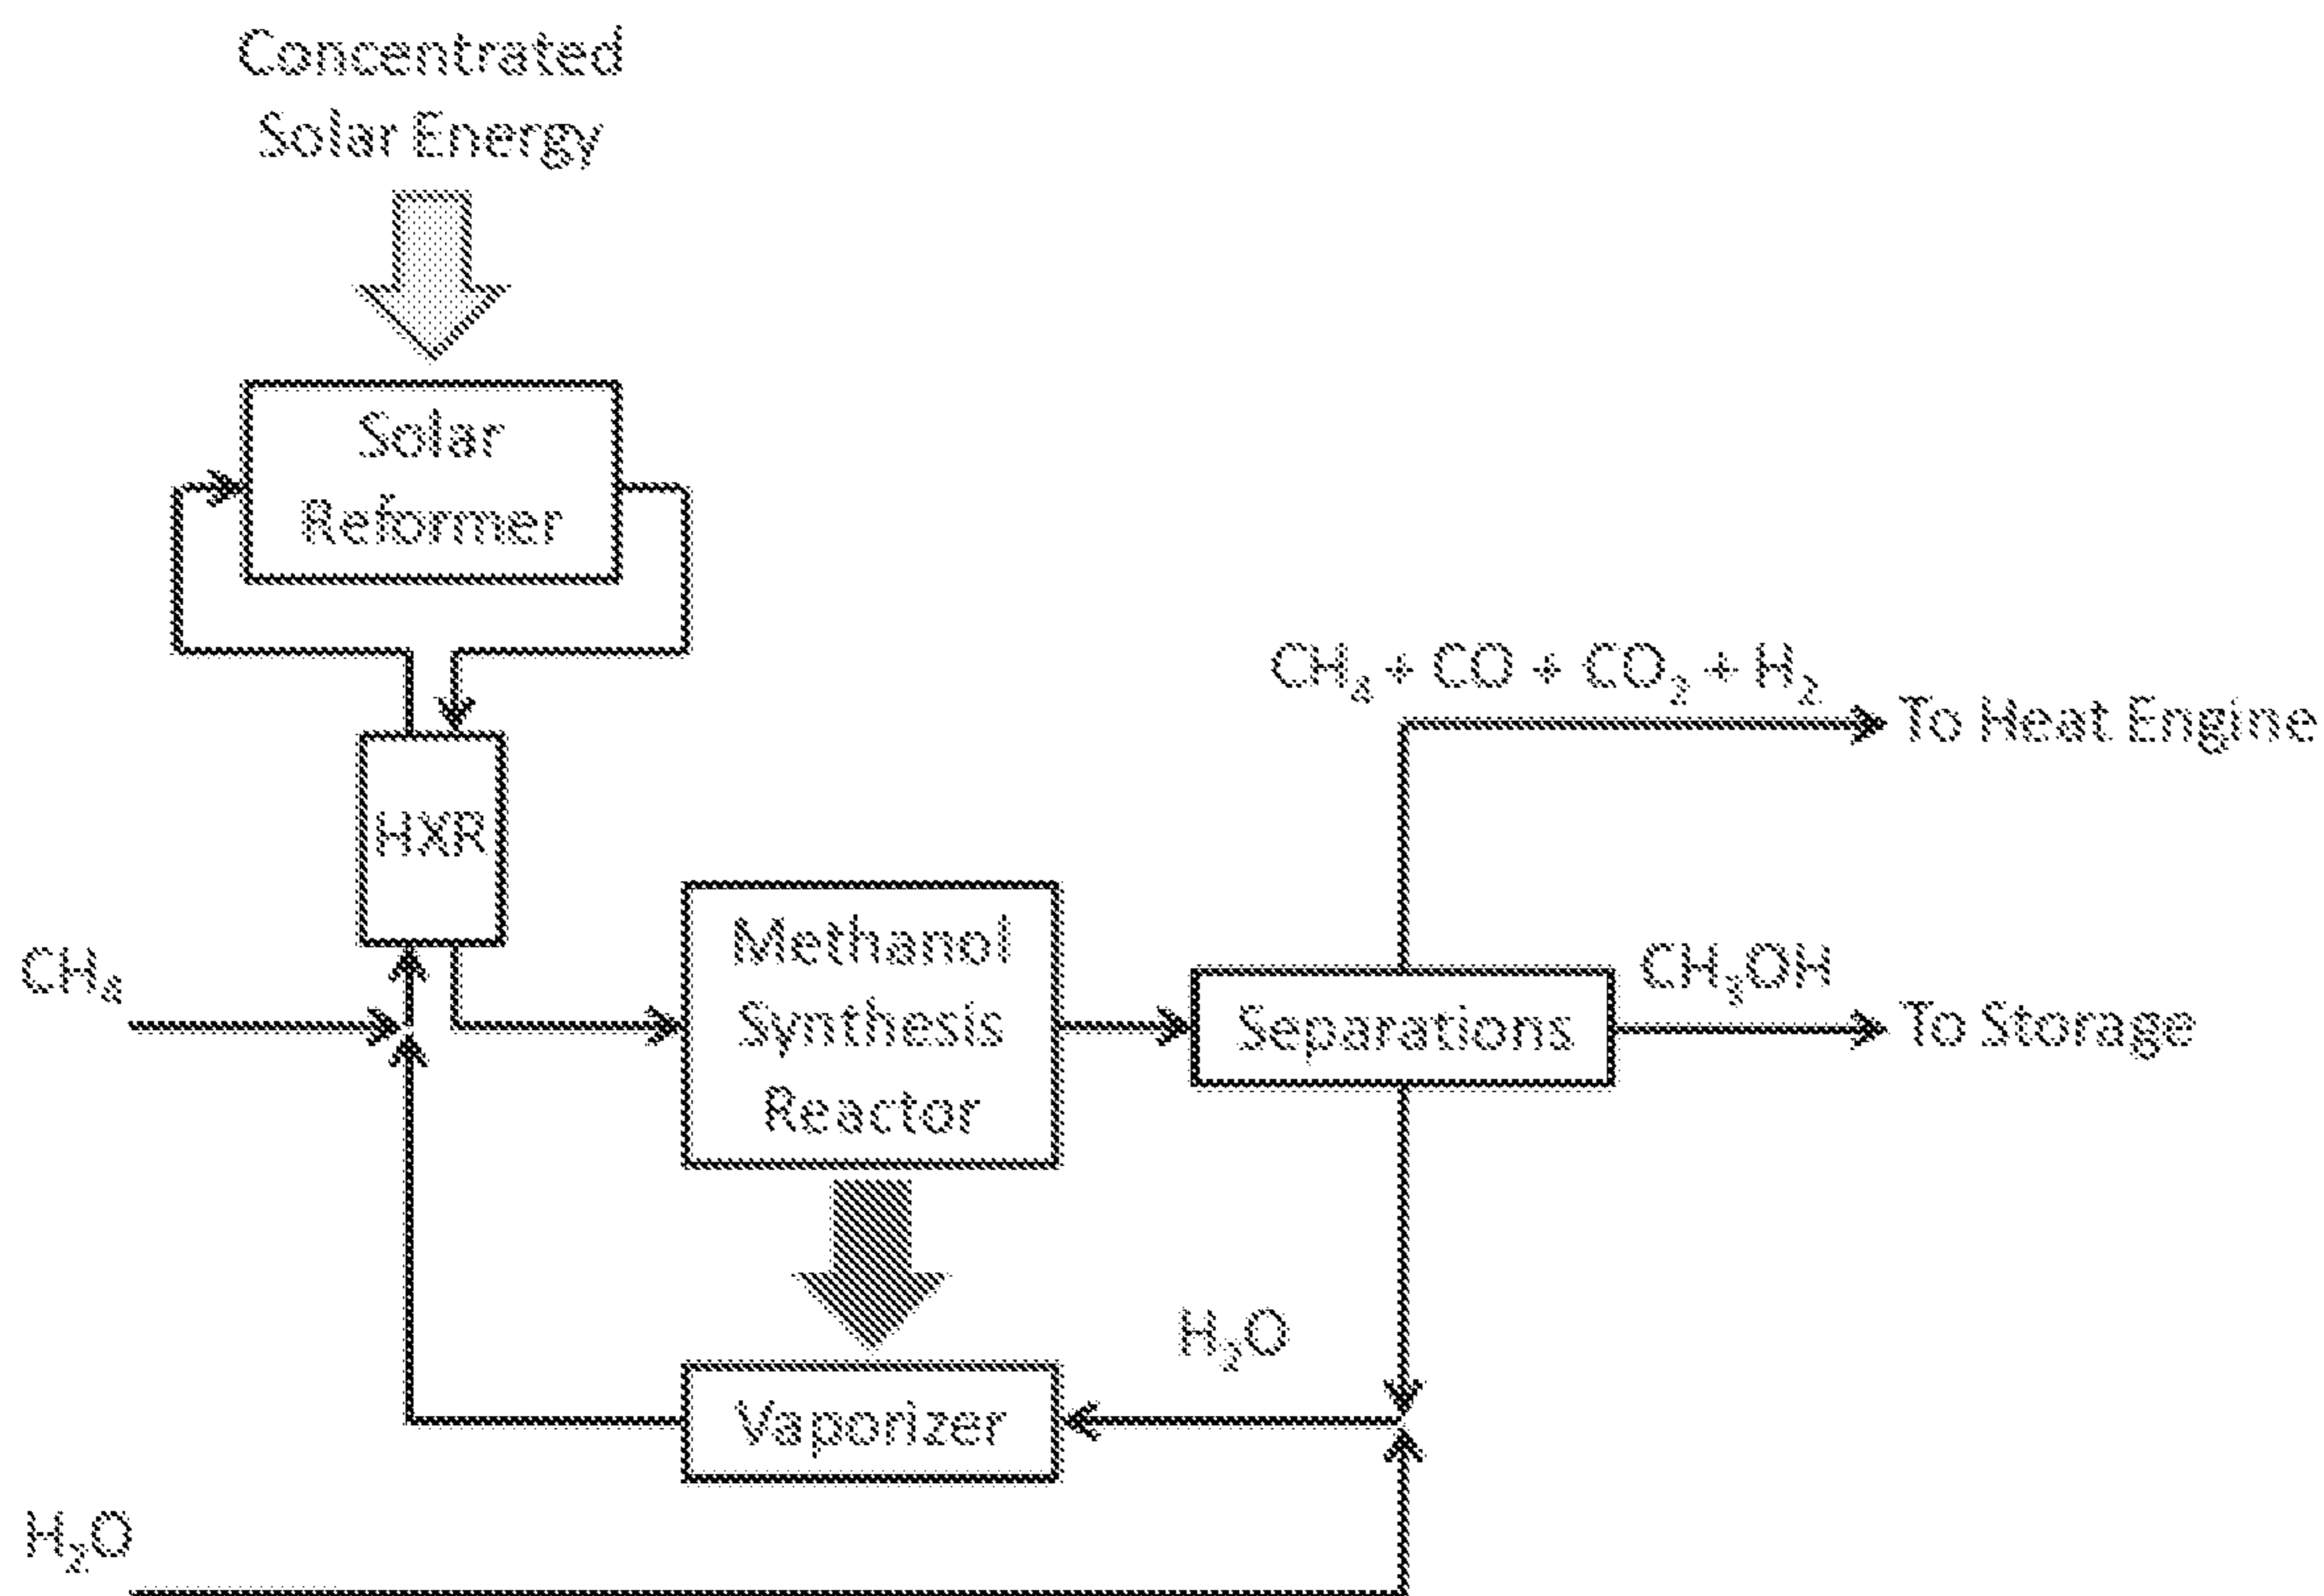 Concentrated
Solar Energy
Solar
Reformer
CH₄ + CO + CO₂ + H₂
To Heat Engine
HXR
CH₄
Methanol
Synthesis
Reactor
Separations
CH₃OH
To Storage
H₂O
Vaporizer
H₂O